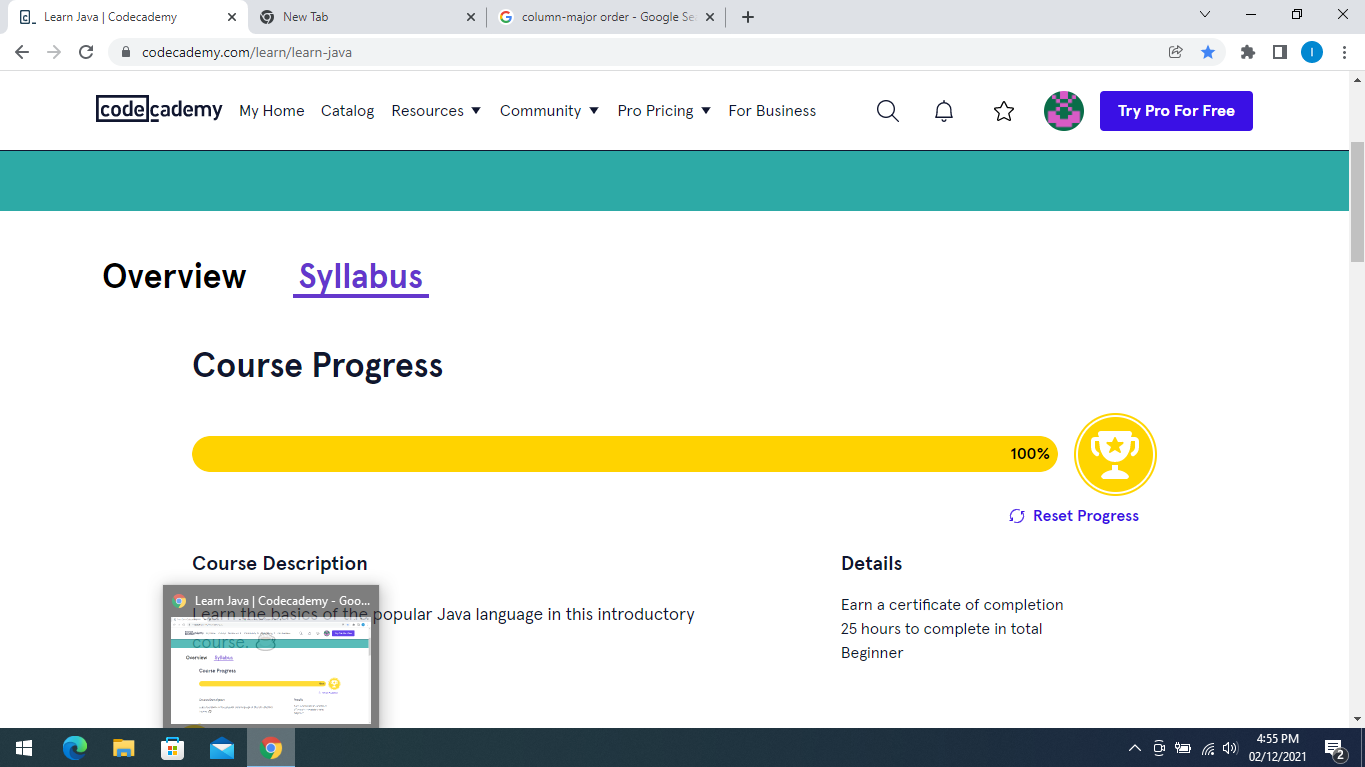 Learn Java | Codecademy
New Tab
column-major order - Google Se
codecademy.com/learn/learn-java
I
codecademy
My Home
Catalog
Resources
Community
Pro Pricing
For Business
Try Pro For Free
Overview
Syllabus
Course Progress
100%
Reset Progress
Course Description
Details
Learn Java | Codecademy - Goo...
Learn the basics of the popular Java language in this introductory
course.
Earn a certificate of completion
25 hours to complete in total
Beginner
4:55 PM
02/12/2021
2